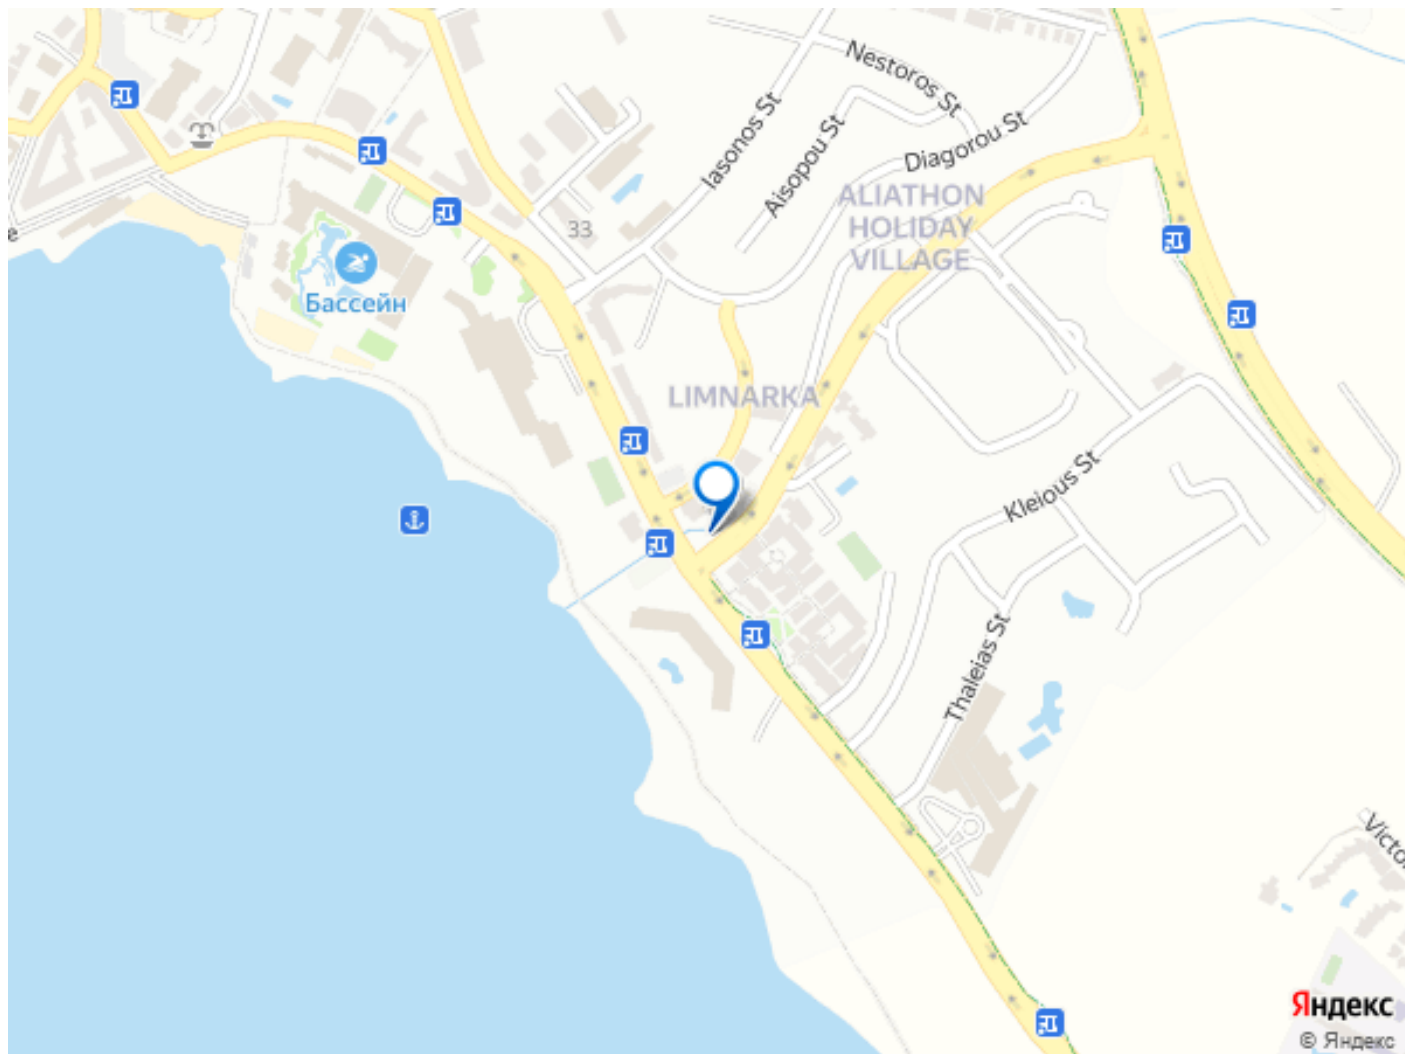 Nestoros St
Iasonos St
Aisopou St
Diagorou St
ALIATHON
HOLIDAY
VILLAGE
33
e
Бассейн
LIMNARKA
Kleious St
Thaleias St
Victo
Яндекс
© Яндекс